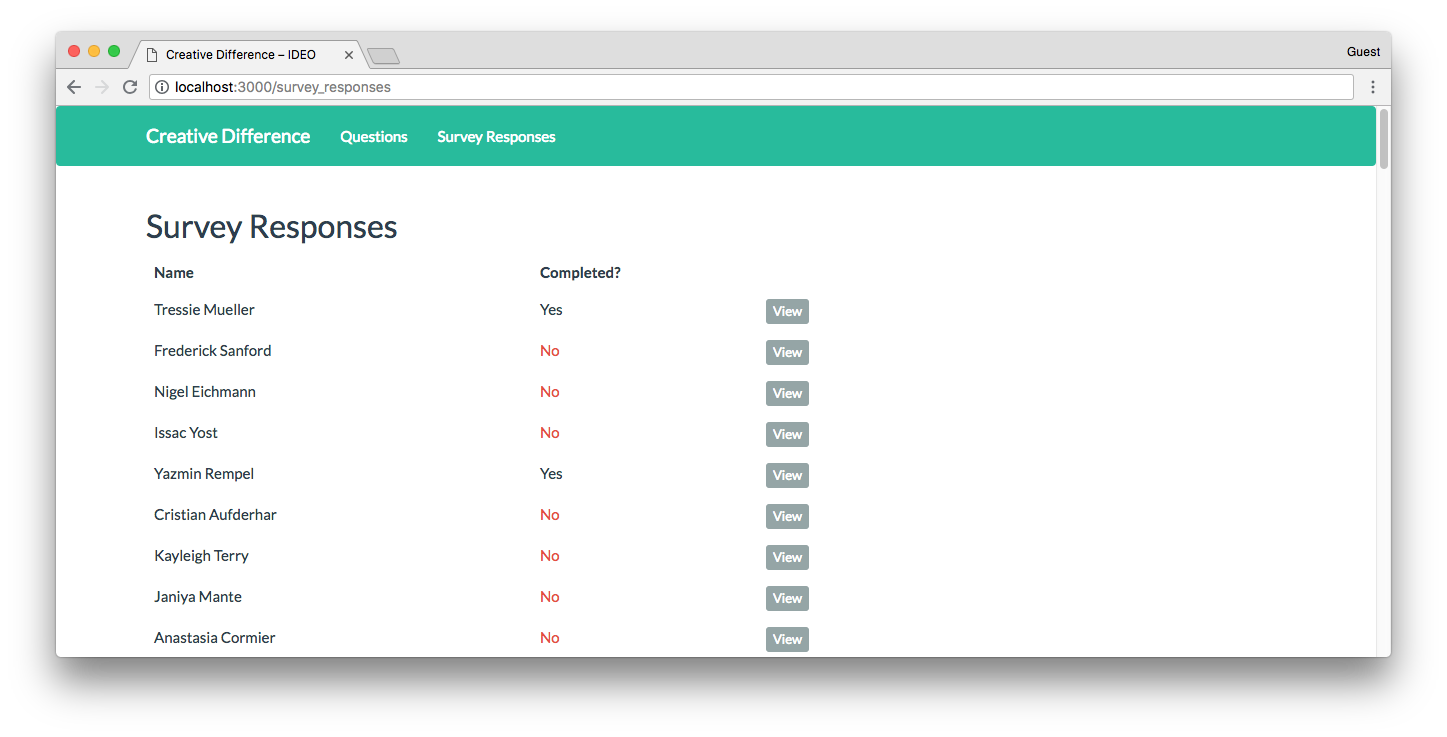 Creative Difference – IDEO
Guest
localhost:3000/survey_responses
Creative Difference Questions Survey Responses
Survey Responses
Name Completed?
Tressie Mueller Yes View
Frederick Sanford No View
Nigel Eichmann No View
Issac Yost No View
Yazmin Rempel Yes View
Cristian Aufderhar No View
Kayleigh Terry No View
Janiya Mante No View
Anastasia Cormier No View